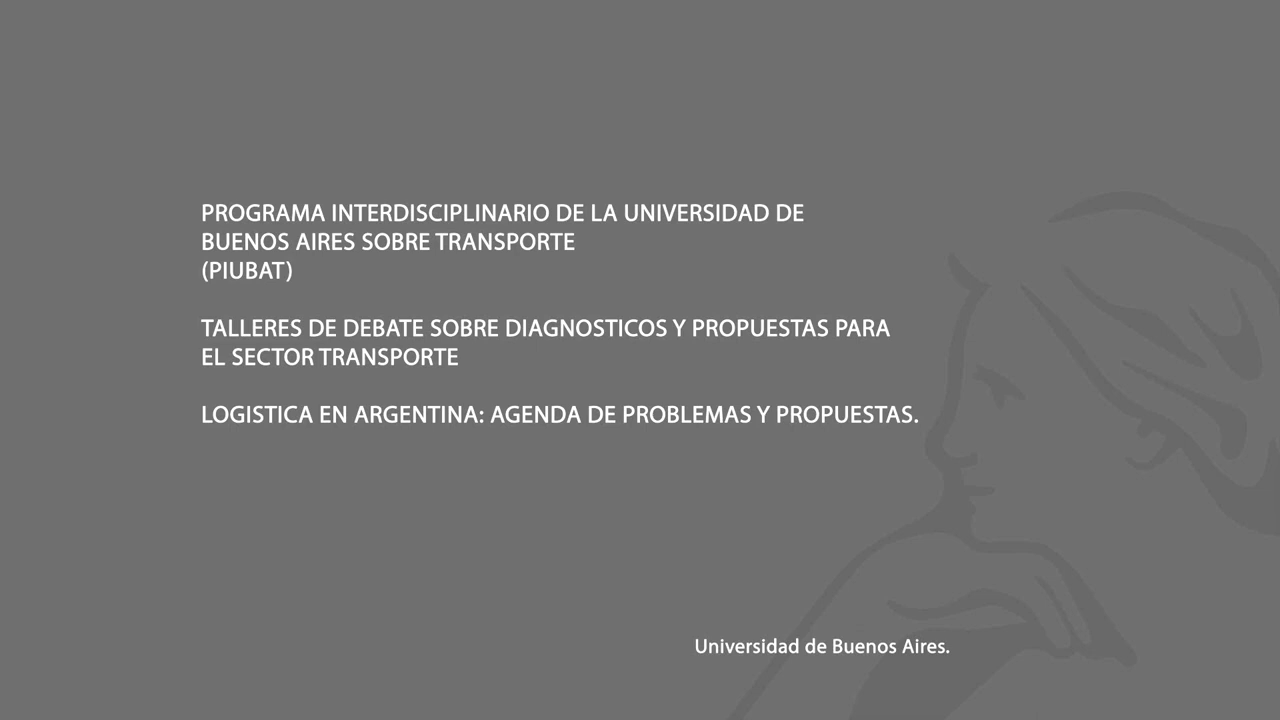 PROGRAMA INTERDISCIPLINARIO DE LA UNIVERSIDAD DE
BUENOS AIRES SOBRE TRANSPORTE
(PIUBAT)
TALLERES DE DEBATE SOBRE DIAGNOSTICOS Y PROPUESTAS PARA
EL SECTOR TRANSPORTE
LOGISTICA EN ARGENTINA: AGENDA DE PROBLEMAS Y PROPUESTAS.
Universidad de Buenos Aires.